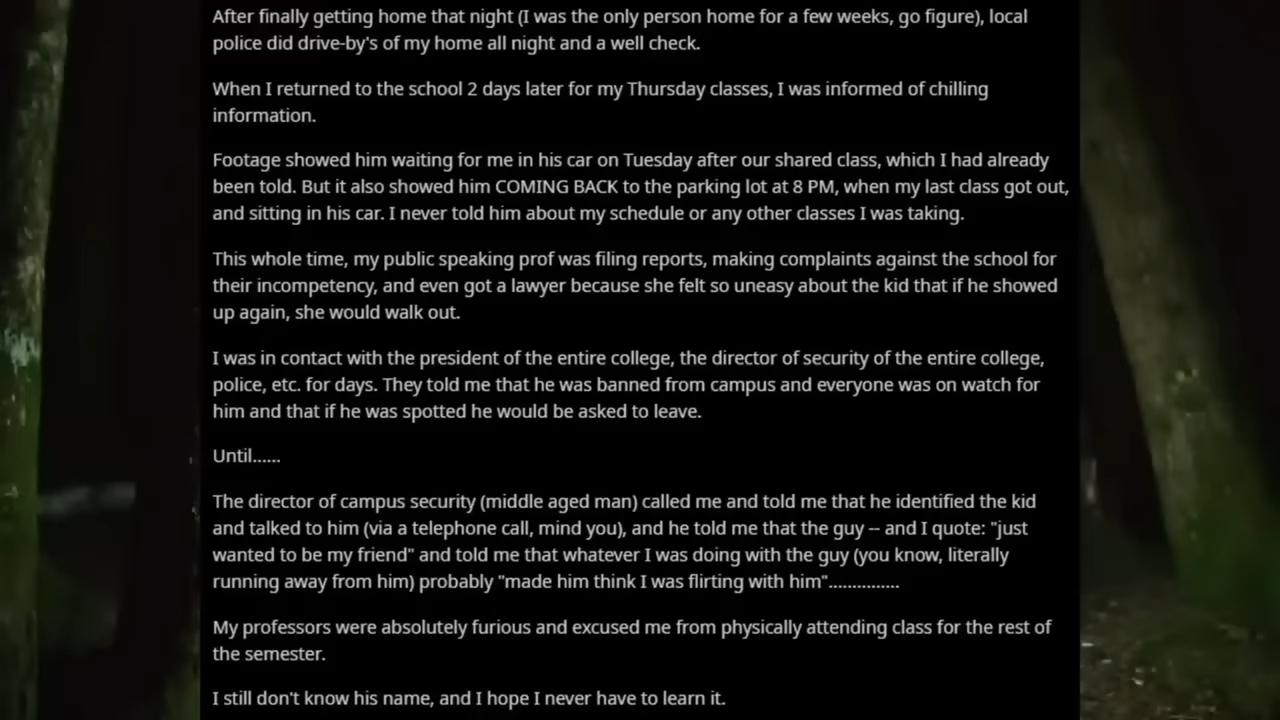 After finally getting home that night (I was the only person home for a few weeks, go figure), local
police did drive-by's of my home all night and a well check.
When I returned to the school 2 days later for my Thursday classes, I was informed of chilling
information.
Footage showed him waiting for me in his car on Tuesday after our shared class, which I had already
been told. But it also showed him COMING BACK to the parking lot at 8 PM, when my last class got out,
and sitting in his car. I never told him about my schedule or any other classes I was taking.
This whole time, my public speaking prof was filing reports, making complaints against the school for
their incompetency, and even got a lawyer because she felt so uneasy about the kid that if he showed
up again, she would walk out.
I was in contact with the president of the entire college, the director of security of the entire college,
police, etc. for days. They told me that he was banned from campus and everyone was on watch for
him and that if he was spotted he would be asked to leave.
Until......
The director of campus security (middle aged man) called me and told me that he identified the kid
and talked to him (via a telephone call, mind you), and he told me that the guy -- and I quote: "just
wanted to be my friend" and told me that whatever I was doing with the guy (you know, literally
running away from him) probably "made him think I was flirting with him"...............
My professors were absolutely furious and excused me from physically attending class for the rest of
the semester.
I still don't know his name, and I hope I never have to learn it.